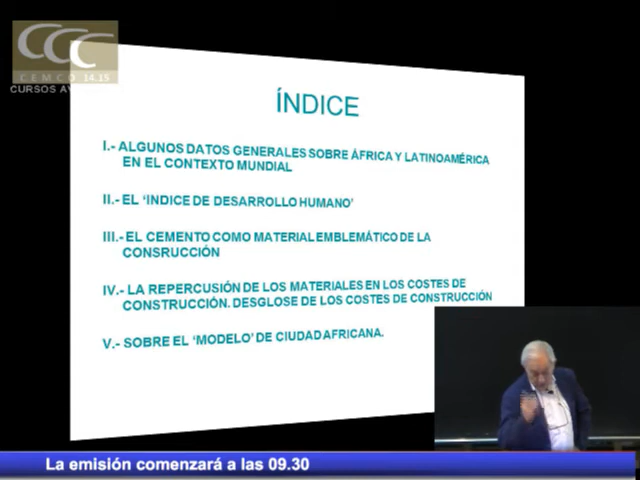 CCC
CEMCO 14.15
CURSOS AV
ÍNDICE
I.- ALGUNOS DATOS GENERALES SOBRE ÁFRICA Y LATINOAMÉRICA
EN EL CONTEXTO MUNDIAL
II.- EL ‘INDICE DE DESARROLLO HUMANO’
III.- EL CEMENTO COMO MATERIAL EMBLEMÁTICO DE LA
CONSRUCCIÓN
IV.- LA REPERCUSIÓN DE LOS MATERIALES EN LOS COSTES DE
CONSTRUCCIÓN. DESGLOSE DE LOS COSTES DE CONSTRUCCIÓN
V.- SOBRE EL ‘MODELO’ DE CIUDAD AFRICANA.
La emisión comenzará a las 09.30